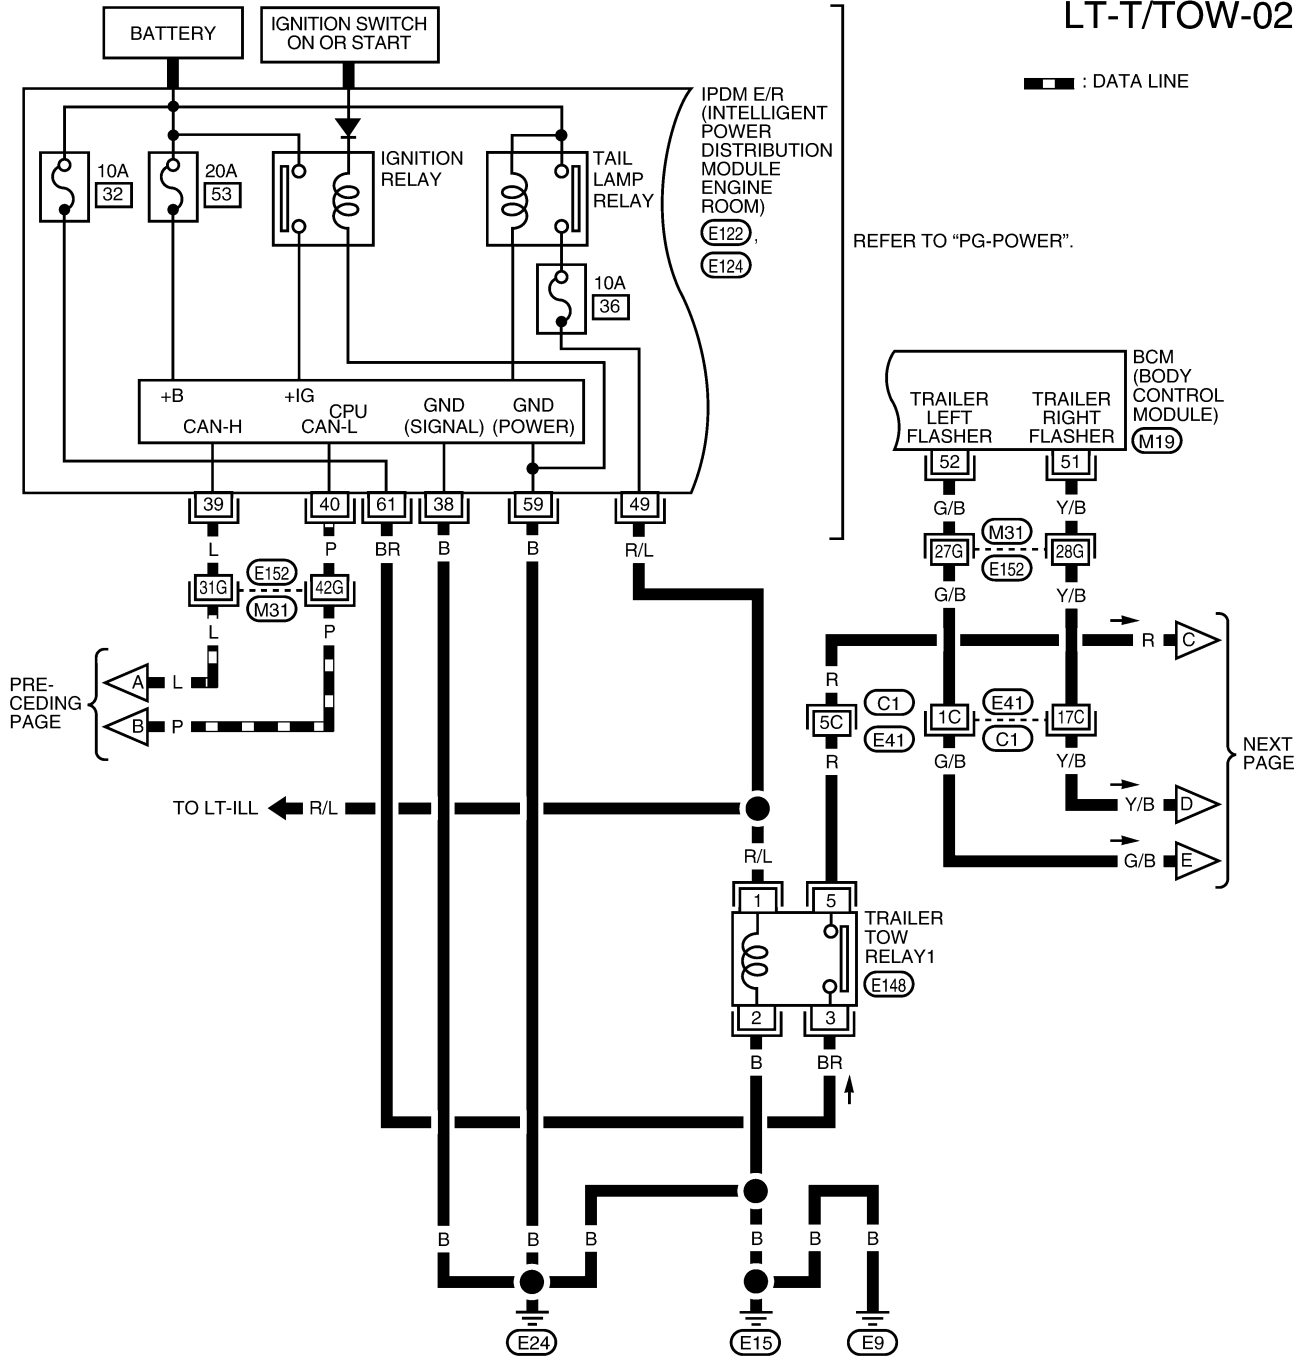 LT-T/TOW-02
BATTERY
IGNITION SWITCH
ON OR START
: DATA LINE
IPDM E/R
(INTELLIGENT
POWER
DISTRIBUTION
MODULE
ENGINE
ROOM)
E122 ,
E124
REFER TO “PG-POWER”.
10A
32
20A
53
IGNITION
RELAY
TAIL
LAMP
RELAY
10A
36
+B
+IG
CPU
CAN-H
CAN-L
GND
(SIGNAL)
GND
(POWER)
39
40
61
38
59
49
L
P
BR
B
B
R/L
31G
E152
M31
42G
L
P
PRE-
CEDING
PAGE
A
L
B
P
BCM
(BODY
CONTROL
MODULE)
M19
TRAILER
LEFT
FLASHER
TRAILER
RIGHT
FLASHER
52
51
G/B
Y/B
27G
M31
E152
28G
G/B
Y/B
R
C
R
5C
C1
E41
1C
E41
C1
17C
R
G/B
Y/B
NEXT
PAGE
Y/B
D
G/B
E
TO LT-ILL
R/L
R/L
1
5
TRAILER
TOW
RELAY1
E148
2
3
B
BR
B
B
B
B
B
B
E24
E15
E9